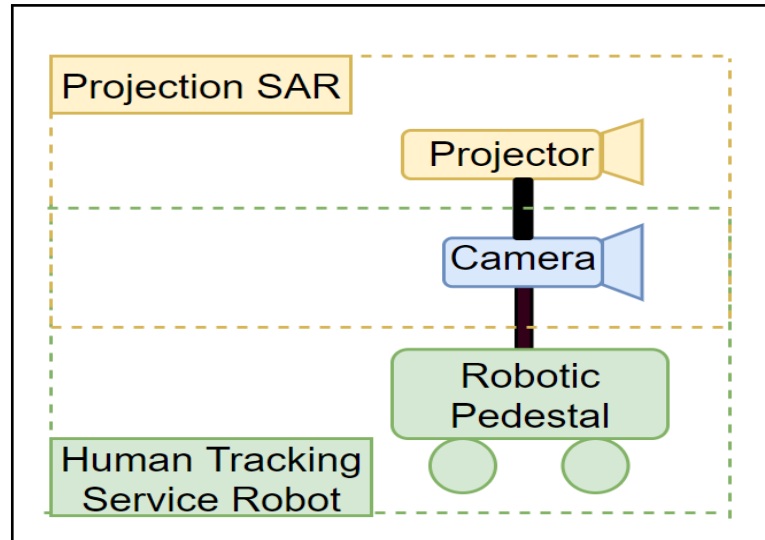 Projection SAR
Projector
Camera
Robotic
Pedestal
Human Tracking
Service Robot